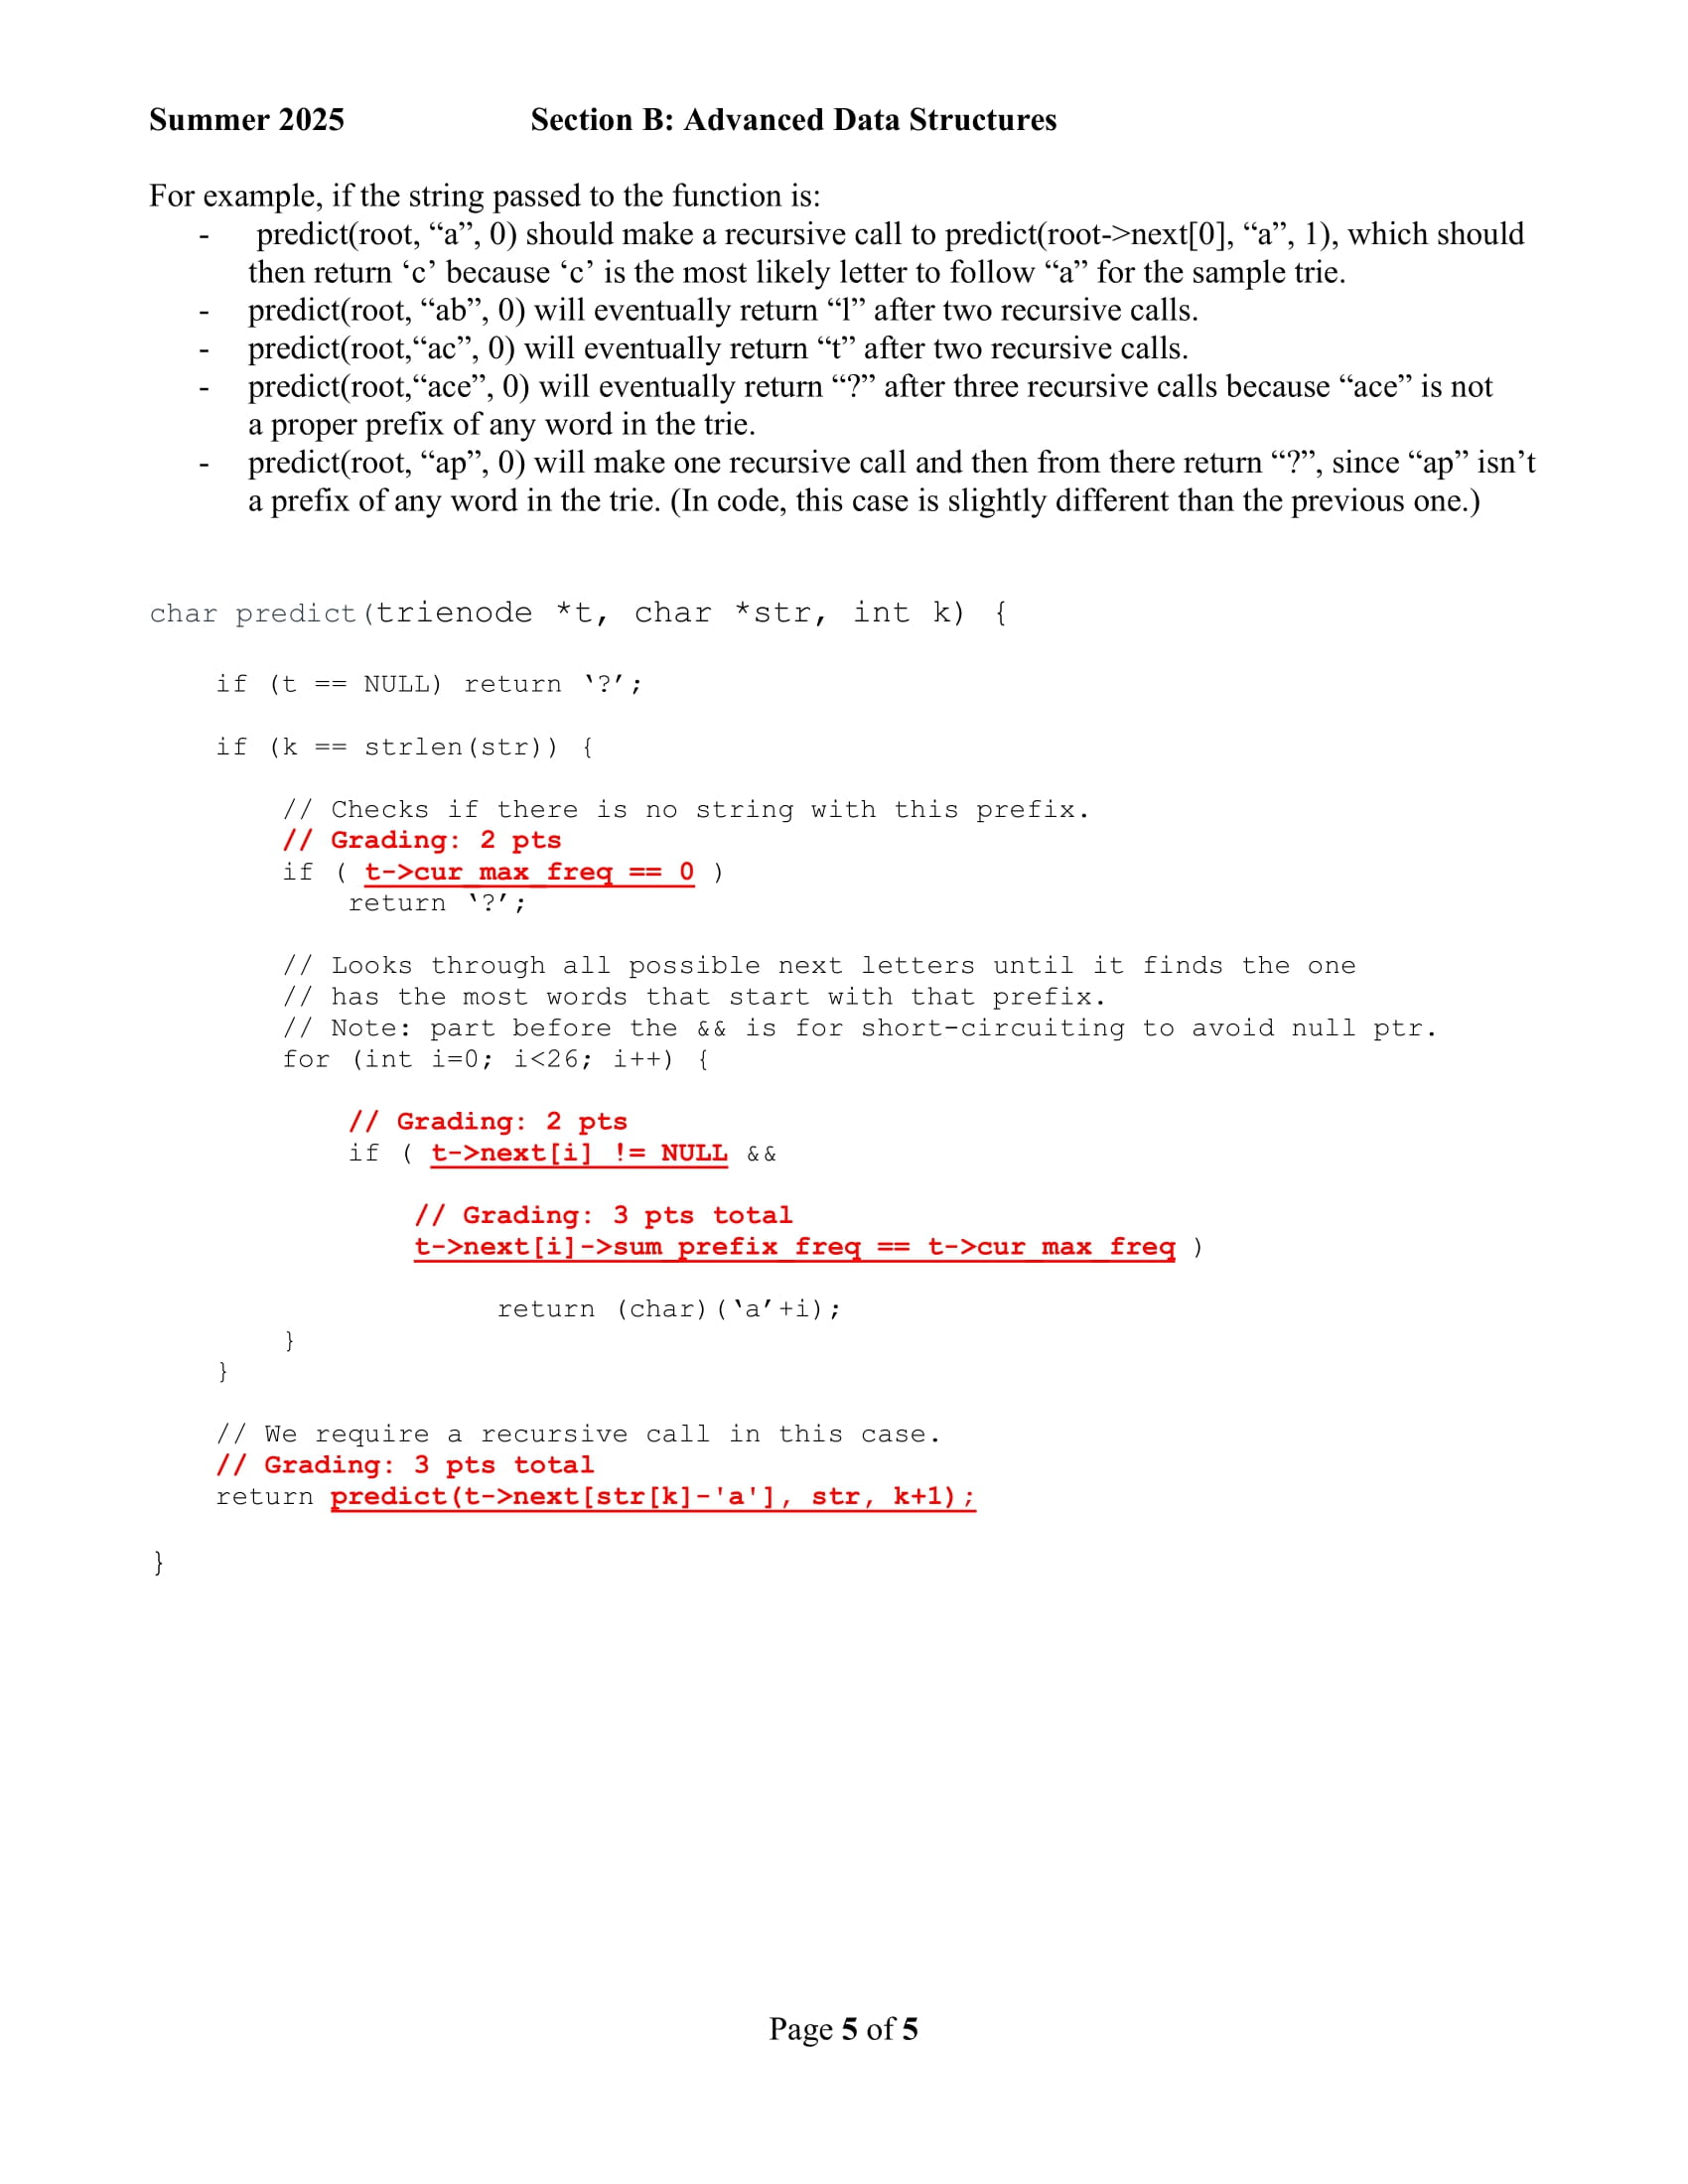 Summer 2025 Section B: Advanced Data Structures
For example, if the string passed to the function is:
- predict(root, “a”, 0) should make a recursive call to predict(root->next[0], “a”, 1), which should
then return ‘c’ because ‘c’ is the most likely letter to follow “a” for the sample trie.
- predict(root, “ab”, 0) will eventually return “l” after two recursive calls.
- predict(root,“ac”, 0) will eventually return “t” after two recursive calls.
- predict(root,“ace”, 0) will eventually return “?” after three recursive calls because “ace” is not
a proper prefix of any word in the trie.
- predict(root, “ap”, 0) will make one recursive call and then from there return “?”, since “ap” isn’t
a prefix of any word in the trie. (In code, this case is slightly different than the previous one.)
char predict(trienode *t, char *str, int k) {
if (t == NULL) return ‘?’;
if (k == strlen(str)) {
// Checks if there is no string with this prefix.
// Grading: 2 pts
if ( t->cur_max_freq == 0 )
return ‘?’;
// Looks through all possible next letters until it finds the one
// has the most words that start with that prefix.
// Note: part before the && is for short-circuiting to avoid null ptr.
for (int i=0; i<26; i++) {
// Grading: 2 pts
if ( t->next[i] != NULL &&
// Grading: 3 pts total
t->next[i]->sum_prefix_freq == t->cur_max_freq )
return (char)(‘a’+i);
}
}
// We require a recursive call in this case.
// Grading: 3 pts total
return predict(t->next[str[k]-'a'], str, k+1);
}
Page 5 of 5